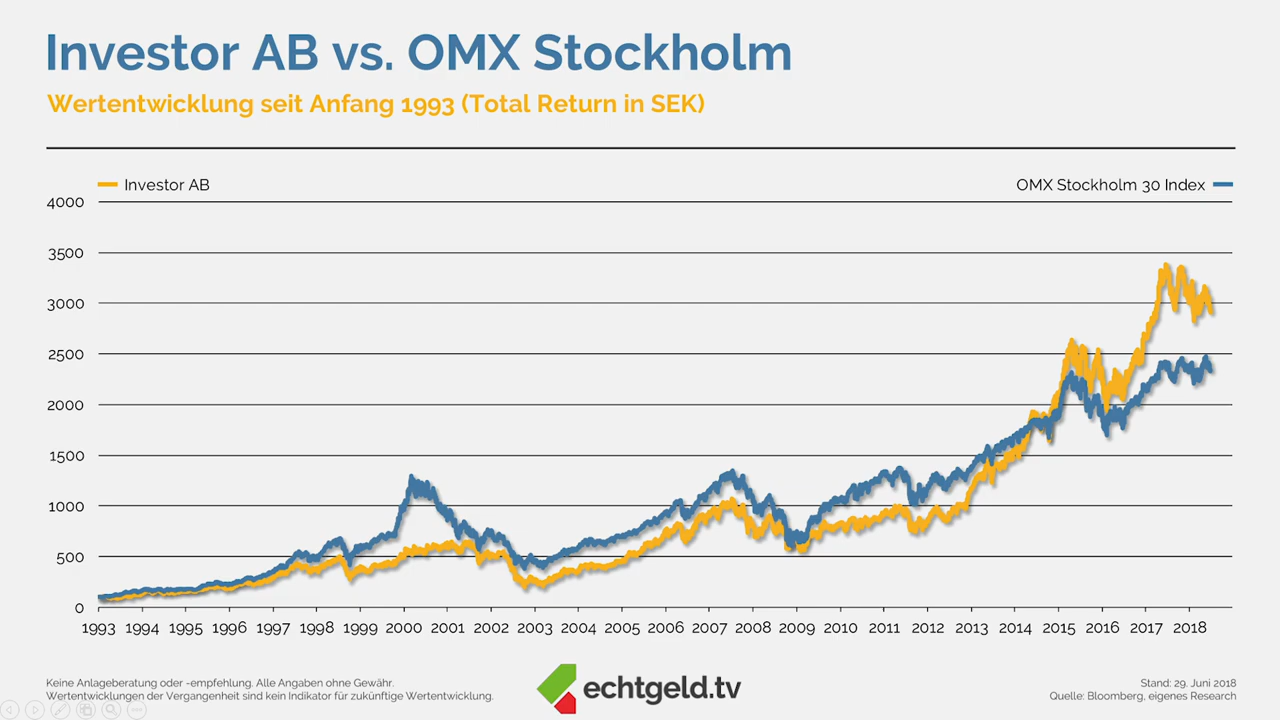 Investor AB vs. OMX Stockholm
Wertentwicklung seit Anfang 1993 (Total Return in SEK)
Investor AB
OMX Stockholm 30 Index
4000
3500
3000
2500
2000
1500
1000
500
0
1993 1994 1995 1996 1997 1998 1999 2000 2001 2002 2003 2004 2005 2006 2007 2008 2009 2010 2011 2012 2013 2014 2015 2016 2017 2018
Keine Anlageberatung oder -empfehlung. Alle Angaben ohne Gewähr.
Wertentwicklungen der Vergangenheit sind kein Indikator für zukünftige Wertentwicklung.
echtgeld.tv
Stand: 29. Juni 2018
Quelle: Bloomberg, eigenes Research